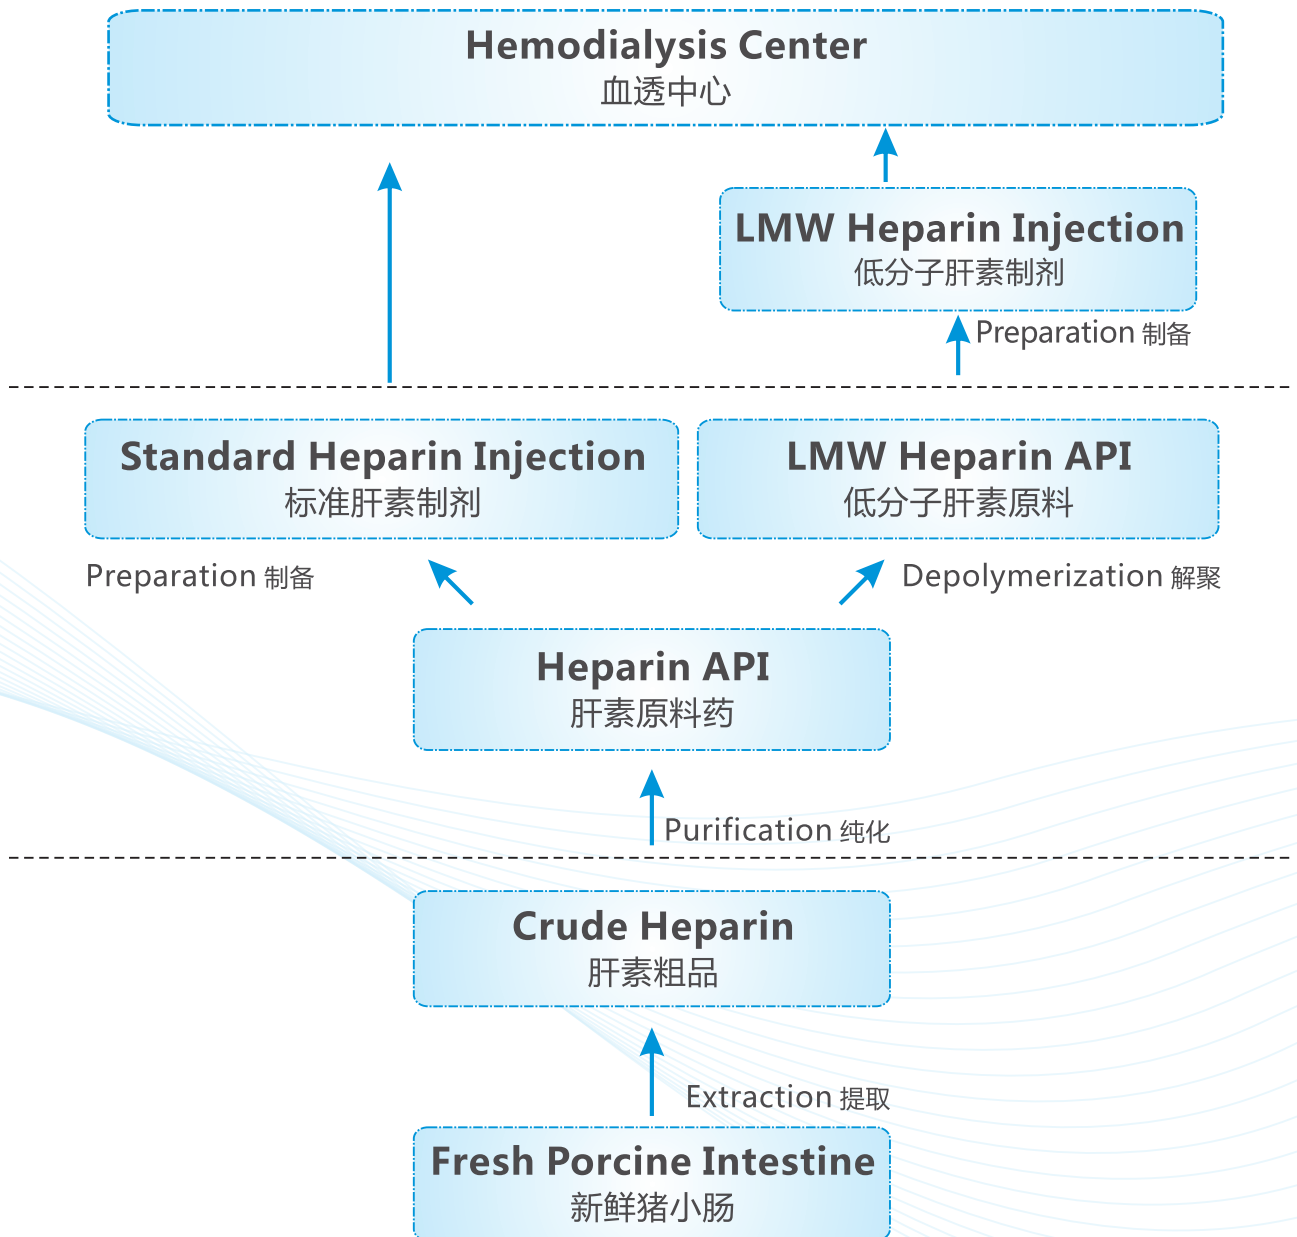 Hemodialysis Center
血透中心
LMW Heparin Injection
低分子肝素制剂
Preparation 制备
Standard Heparin Injection
标准肝素制剂
LMW Heparin API
低分子肝素原料
Preparation 制备
Depolymerization 解聚
Heparin API
肝素原料药
Purification 纯化
Crude Heparin
肝素粗品
Extraction 提取
Fresh Porcine Intestine
新鲜猪小肠